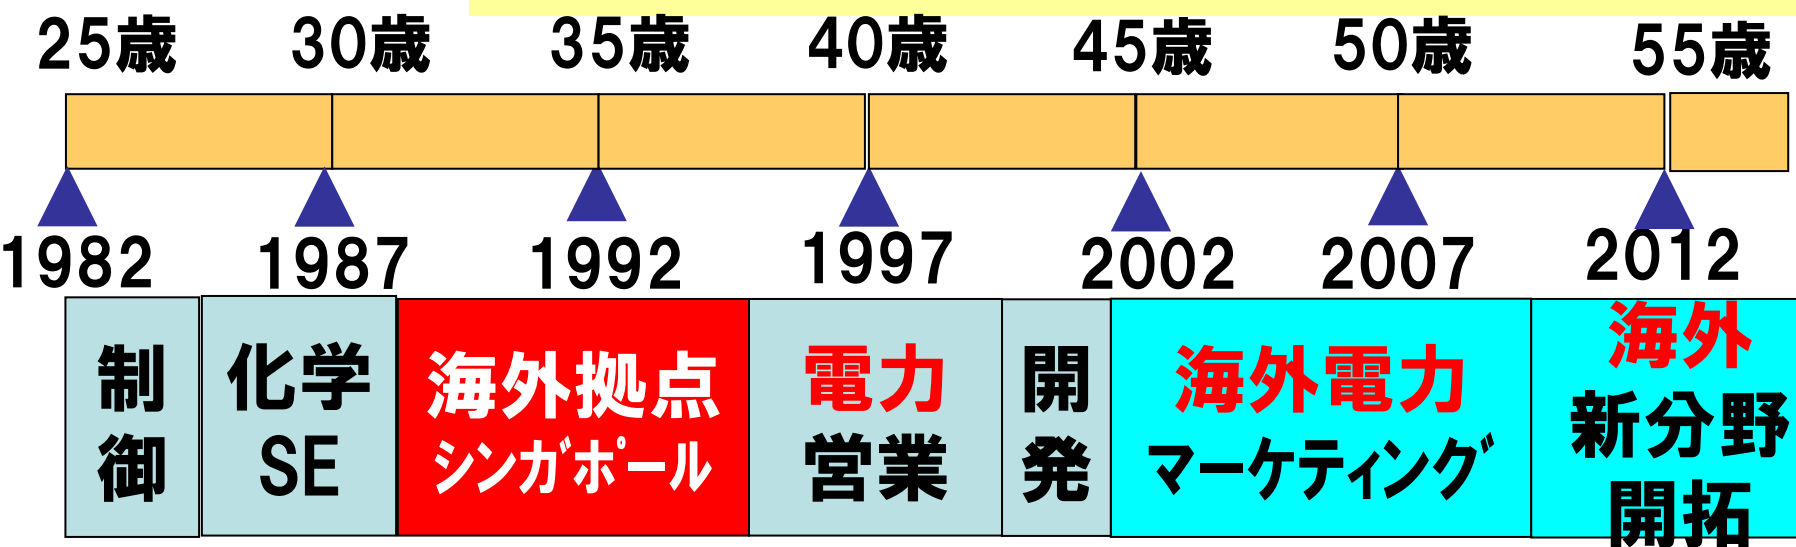 25歳 30歳 35歳 40歳 45歳 50歳 55歳
1982 1987 1992 1997 2002 2007 2012
制
御
化学
SE
海外拠点
シンガポール
電力
営業
開
発
海外電力
マーケティング
海外
新分野
開拓